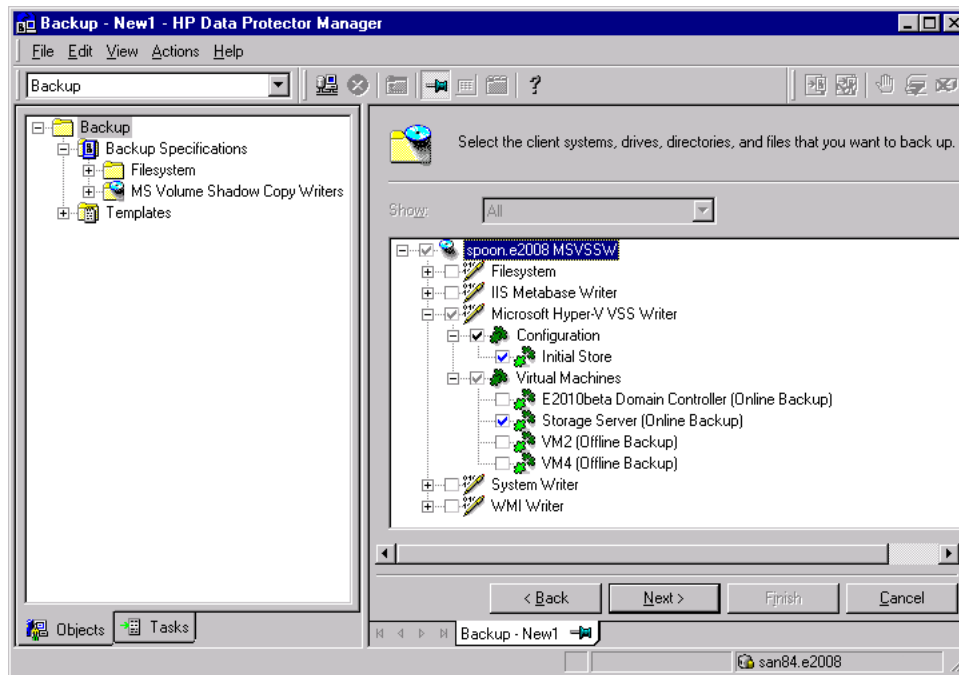 Backup - New1 - HP Data Protector Manager
File Edit View Actions Help
Backup
Backup
Backup Specifications
Filesystem
MS Volume Shadow Copy Writers
Templates
Objects
Tasks
Select the client systems, drives, directories, and files that you want to back up.
Show:
All
spoon.e2008 MSVSSW
Filesystem
IIS Metabase Writer
Microsoft Hyper-V VSS Writer
Configuration
Initial Store
Virtual Machines
E2010beta Domain Controller (Online Backup)
Storage Server (Online Backup)
VM2 (Offline Backup)
VM4 (Offline Backup)
System Writer
WMI Writer
< Back
Next >
Finish
Cancel
Backup - New1
san84.e2008